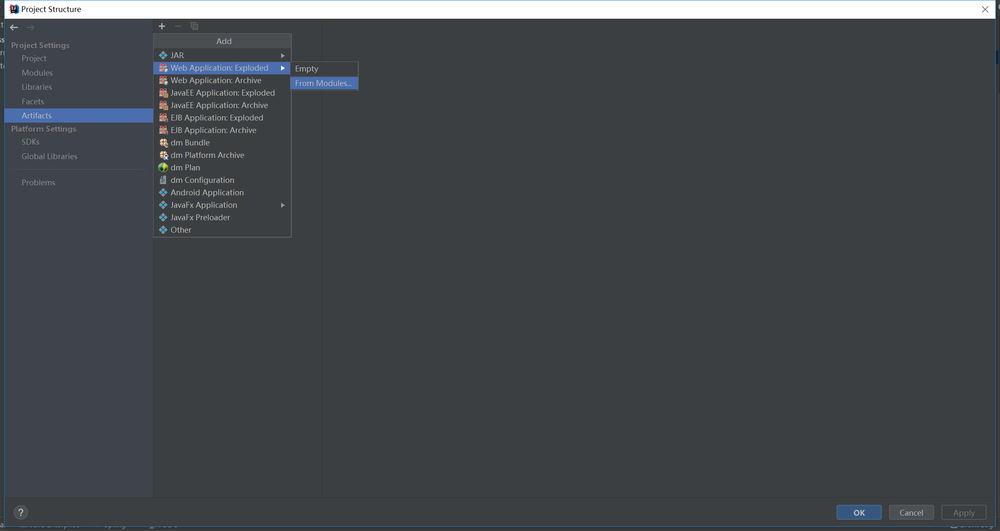 Project Structure
Project Settings
Project
Modules
Libraries
Facets
Artifacts
Platform Settings
SDKs
Global Libraries
Problems
Add
JAR
Web Application: Exploded
Web Application: Archive
JavaEE Application: Exploded
JavaEE Application: Archive
EJB Application: Exploded
EJB Application: Archive
dm Bundle
dm Platform Archive
dm Plan
dm Configuration
Android Application
JavaFx Application
JavaFx Preloader
Other
Empty
From Modules...
?
OK
Cancel
Apply